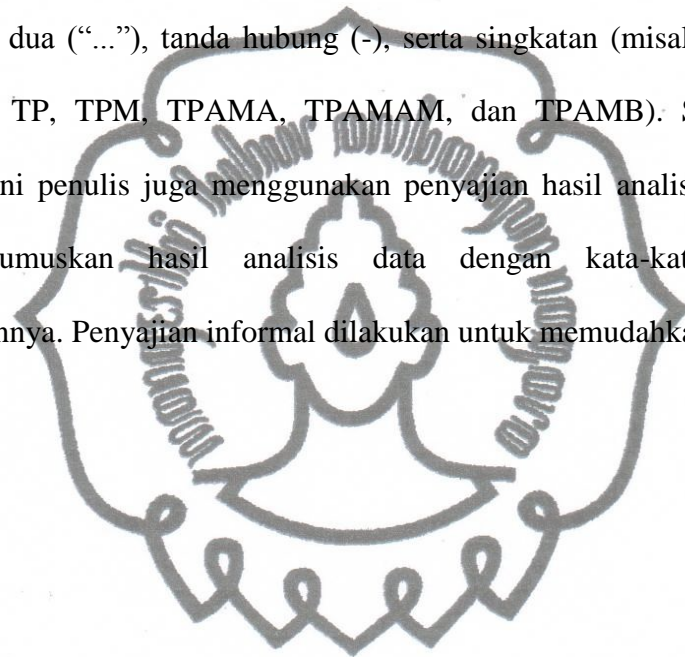 dua (“...”), tanda hubung (-), serta singkatan (misal
TP, TPM, TPAMA, TPAMAM, dan TPAMB). S
ni penulis juga menggunakan penyajian hasil analis
umuskan hasil analisis data dengan kata-kat
nnya. Penyajian informal dilakukan untuk memudahka